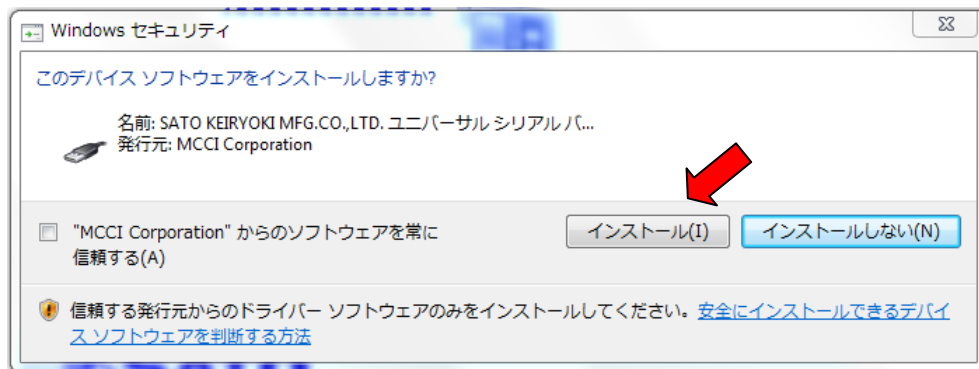 Windows セキュリティ
このデバイス ソフトウェアをインストールしますか?
名前: SATO KEIRYOKI MFG.CO.,LTD. ユニバーサル シリアル バ...
発行元: MCCI Corporation
"MCCI Corporation" からのソフトウェアを常に
信頼する(A)
インストール(I)
インストールしない(N)
信頼する発行元からのドライバー ソフトウェアのみをインストールしてください。安全にインストールできるデバイ
ス ソフトウェアを判断する方法